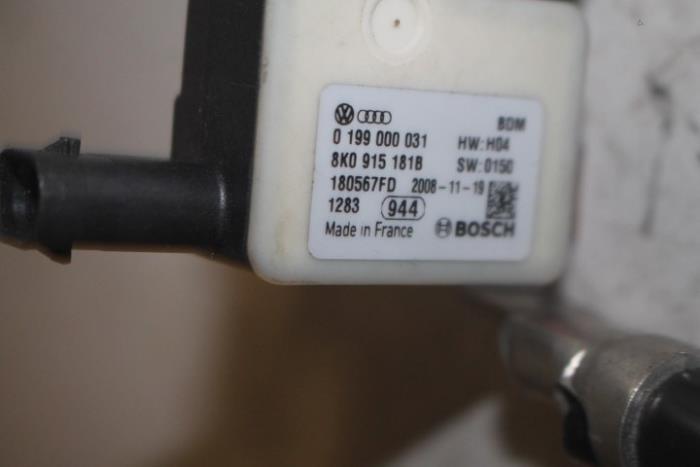 BDM
0 199 000 031 HW:H04
8K0 915 181B SW:0150
180567FD 2008-11-19
1283 944
Made in France BOSCH